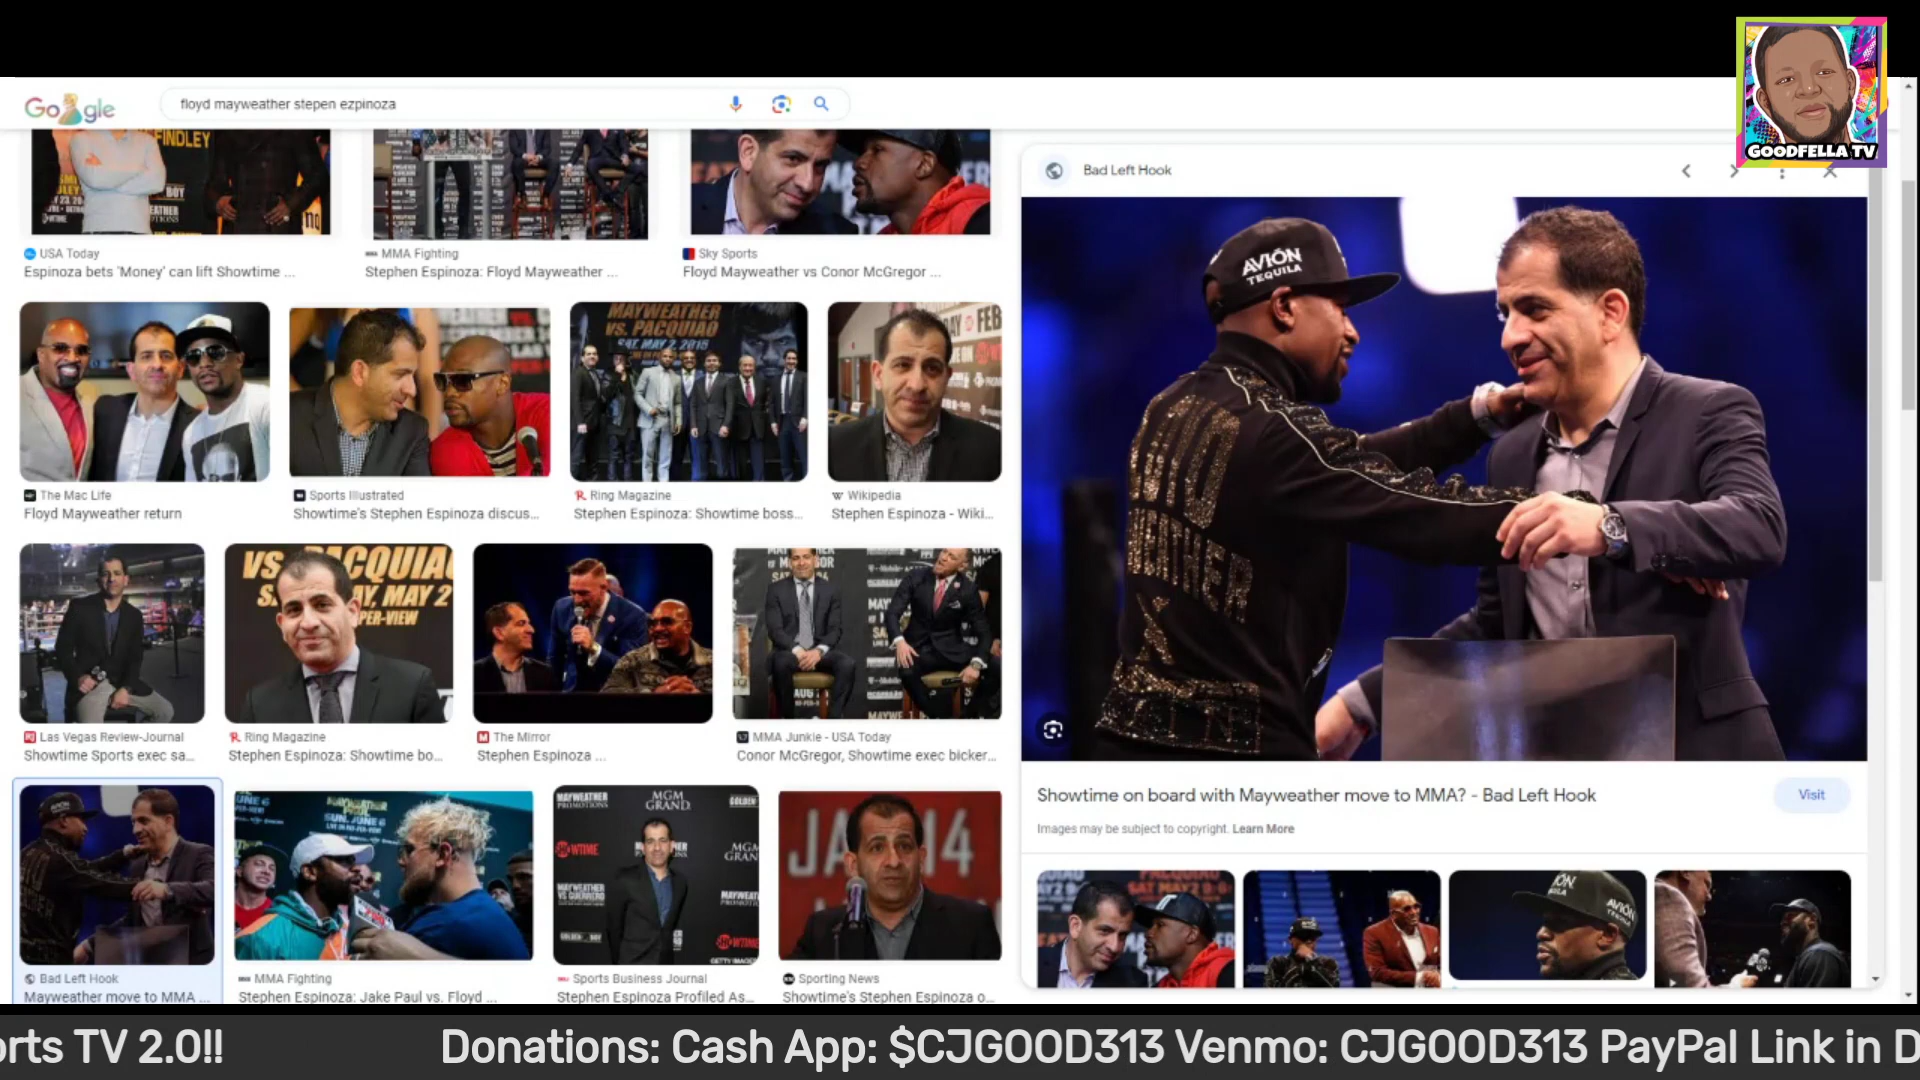 GOODFELLA TV
Google
floyd mayweather stepen ezpinoza
FINDLEY
USA Today
Espinoza bets 'Money' can lift Showtime ...
MMA Fighting
Stephen Espinoza: Floyd Mayweather ...
Sky Sports
Floyd Mayweather vs Conor McGregor ...
Bad Left Hook
AVIÓN
TEQUILA
MAYWEATHER
VS. PACQUIAO
SAT. MAY 2, 2015
The Mac Life
Floyd Mayweather return
Sports Illustrated
Showtime's Stephen Espinoza discus...
Ring Magazine
Stephen Espinoza: Showtime boss...
Wikipedia
Stephen Espinoza - Wiki...
Las Vegas Review-Journal
Showtime Sports exec sa...
Ring Magazine
Stephen Espinoza: Showtime bo...
The Mirror
Stephen Espinoza ...
MMA Junkie - USA Today
Conor McGregor, Showtime exec bicker...
Showtime on board with Mayweather move to MMA? - Bad Left Hook
Visit
Images may be subject to copyright. Learn More
MGM
GRAND
Bad Left Hook
Mayweather move to MMA ...
MMA Fighting
Stephen Espinoza: Jake Paul vs. Floyd ...
Sports Business Journal
Stephen Espinoza Profiled As...
Sporting News
Showtime's Stephen Espinoza o...
orts TV 2.0!! Donations: Cash App: $CJGOOD313 Venmo: CJGOOD313 PayPal Link in D